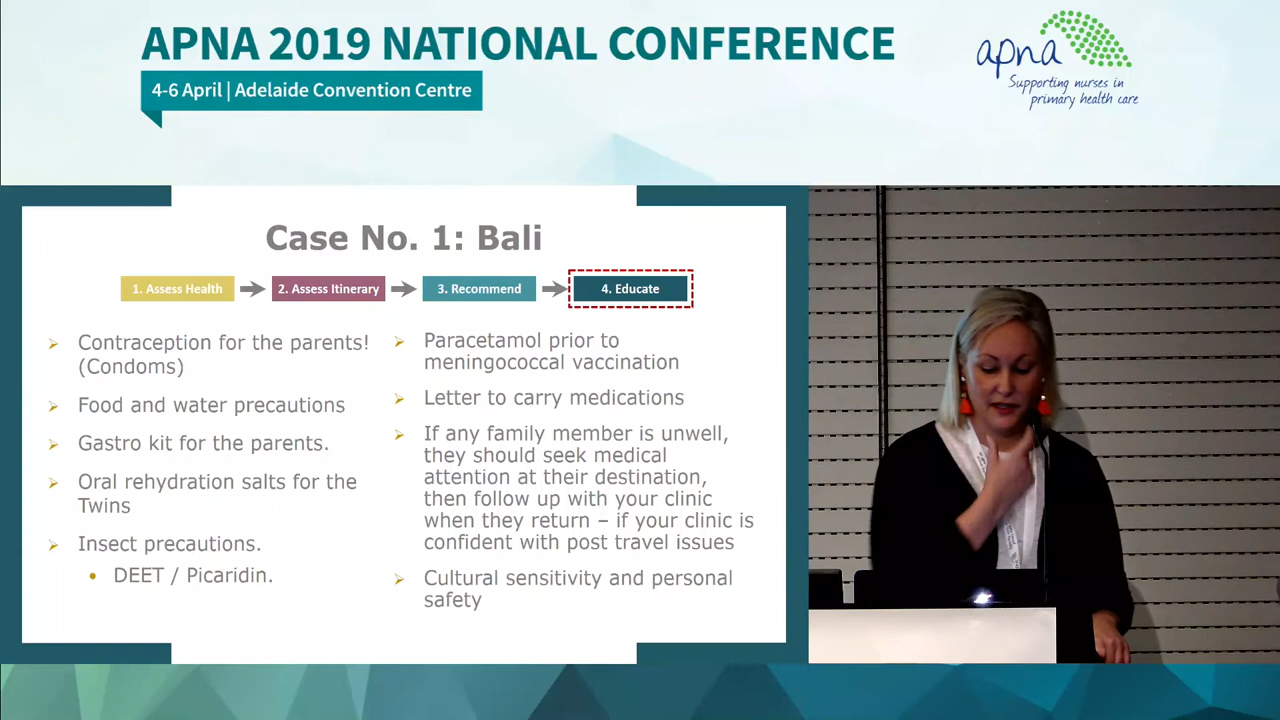 APNA 2019 NATIONAL CONFERENCE
4-6 April | Adelaide Convention Centre
apna
Supporting nurses in
primary health care
Case No. 1: Bali
1. Assess Health
2. Assess Itinerary
3. Recommend
4. Educate
Contraception for the parents!
(Condoms)
Food and water precautions
Gastro kit for the parents.
Oral rehydration salts for the
Twins
Insect precautions.
DEET / Picaridin.
Paracetamol prior to
meningococcal vaccination
Letter to carry medications
If any family member is unwell,
they should seek medical
attention at their destination,
then follow up with your clinic
when they return – if your clinic is
confident with post travel issues
Cultural sensitivity and personal
safety